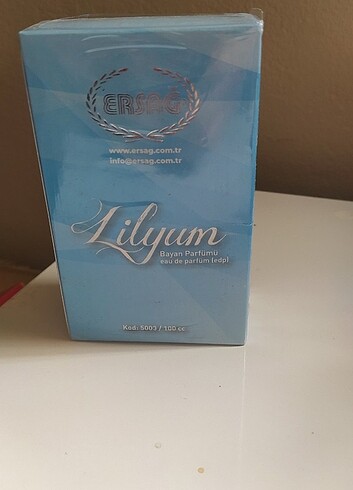 ERSAĞ
www.ersag.com.tr
info@ersag.com.tr
Lilyum
Bayan Parfümü
eau de parfüm (edp)
Kod: 5003 / 100 cc